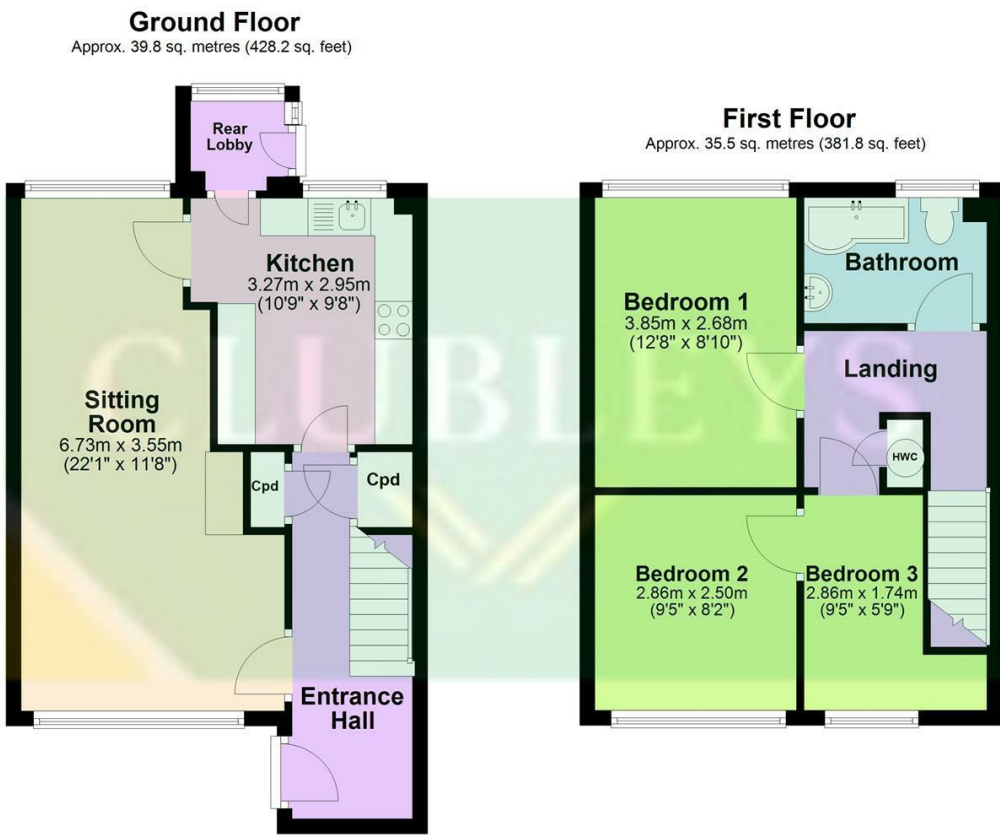 Ground Floor
Approx. 39.8 sq. metres (428.2 sq. feet)
Rear
Lobby
Kitchen
3.27m x 2.95m
(10'9" x 9'8")
Sitting
Room
6.73m x 3.55m
(22'1" x 11'8")
Cpd
Cpd
Entrance
Hall
First Floor
Approx. 35.5 sq. metres (381.8 sq. feet)
Bathroom
Bedroom 1
3.85m x 2.68m
(12'8" x 8'10")
Landing
HWC
Bedroom 2
2.86m x 2.50m
(9'5" x 8'2")
Bedroom 3
2.86m x 1.74m
(9'5" x 5'9")
CLUBLEYS